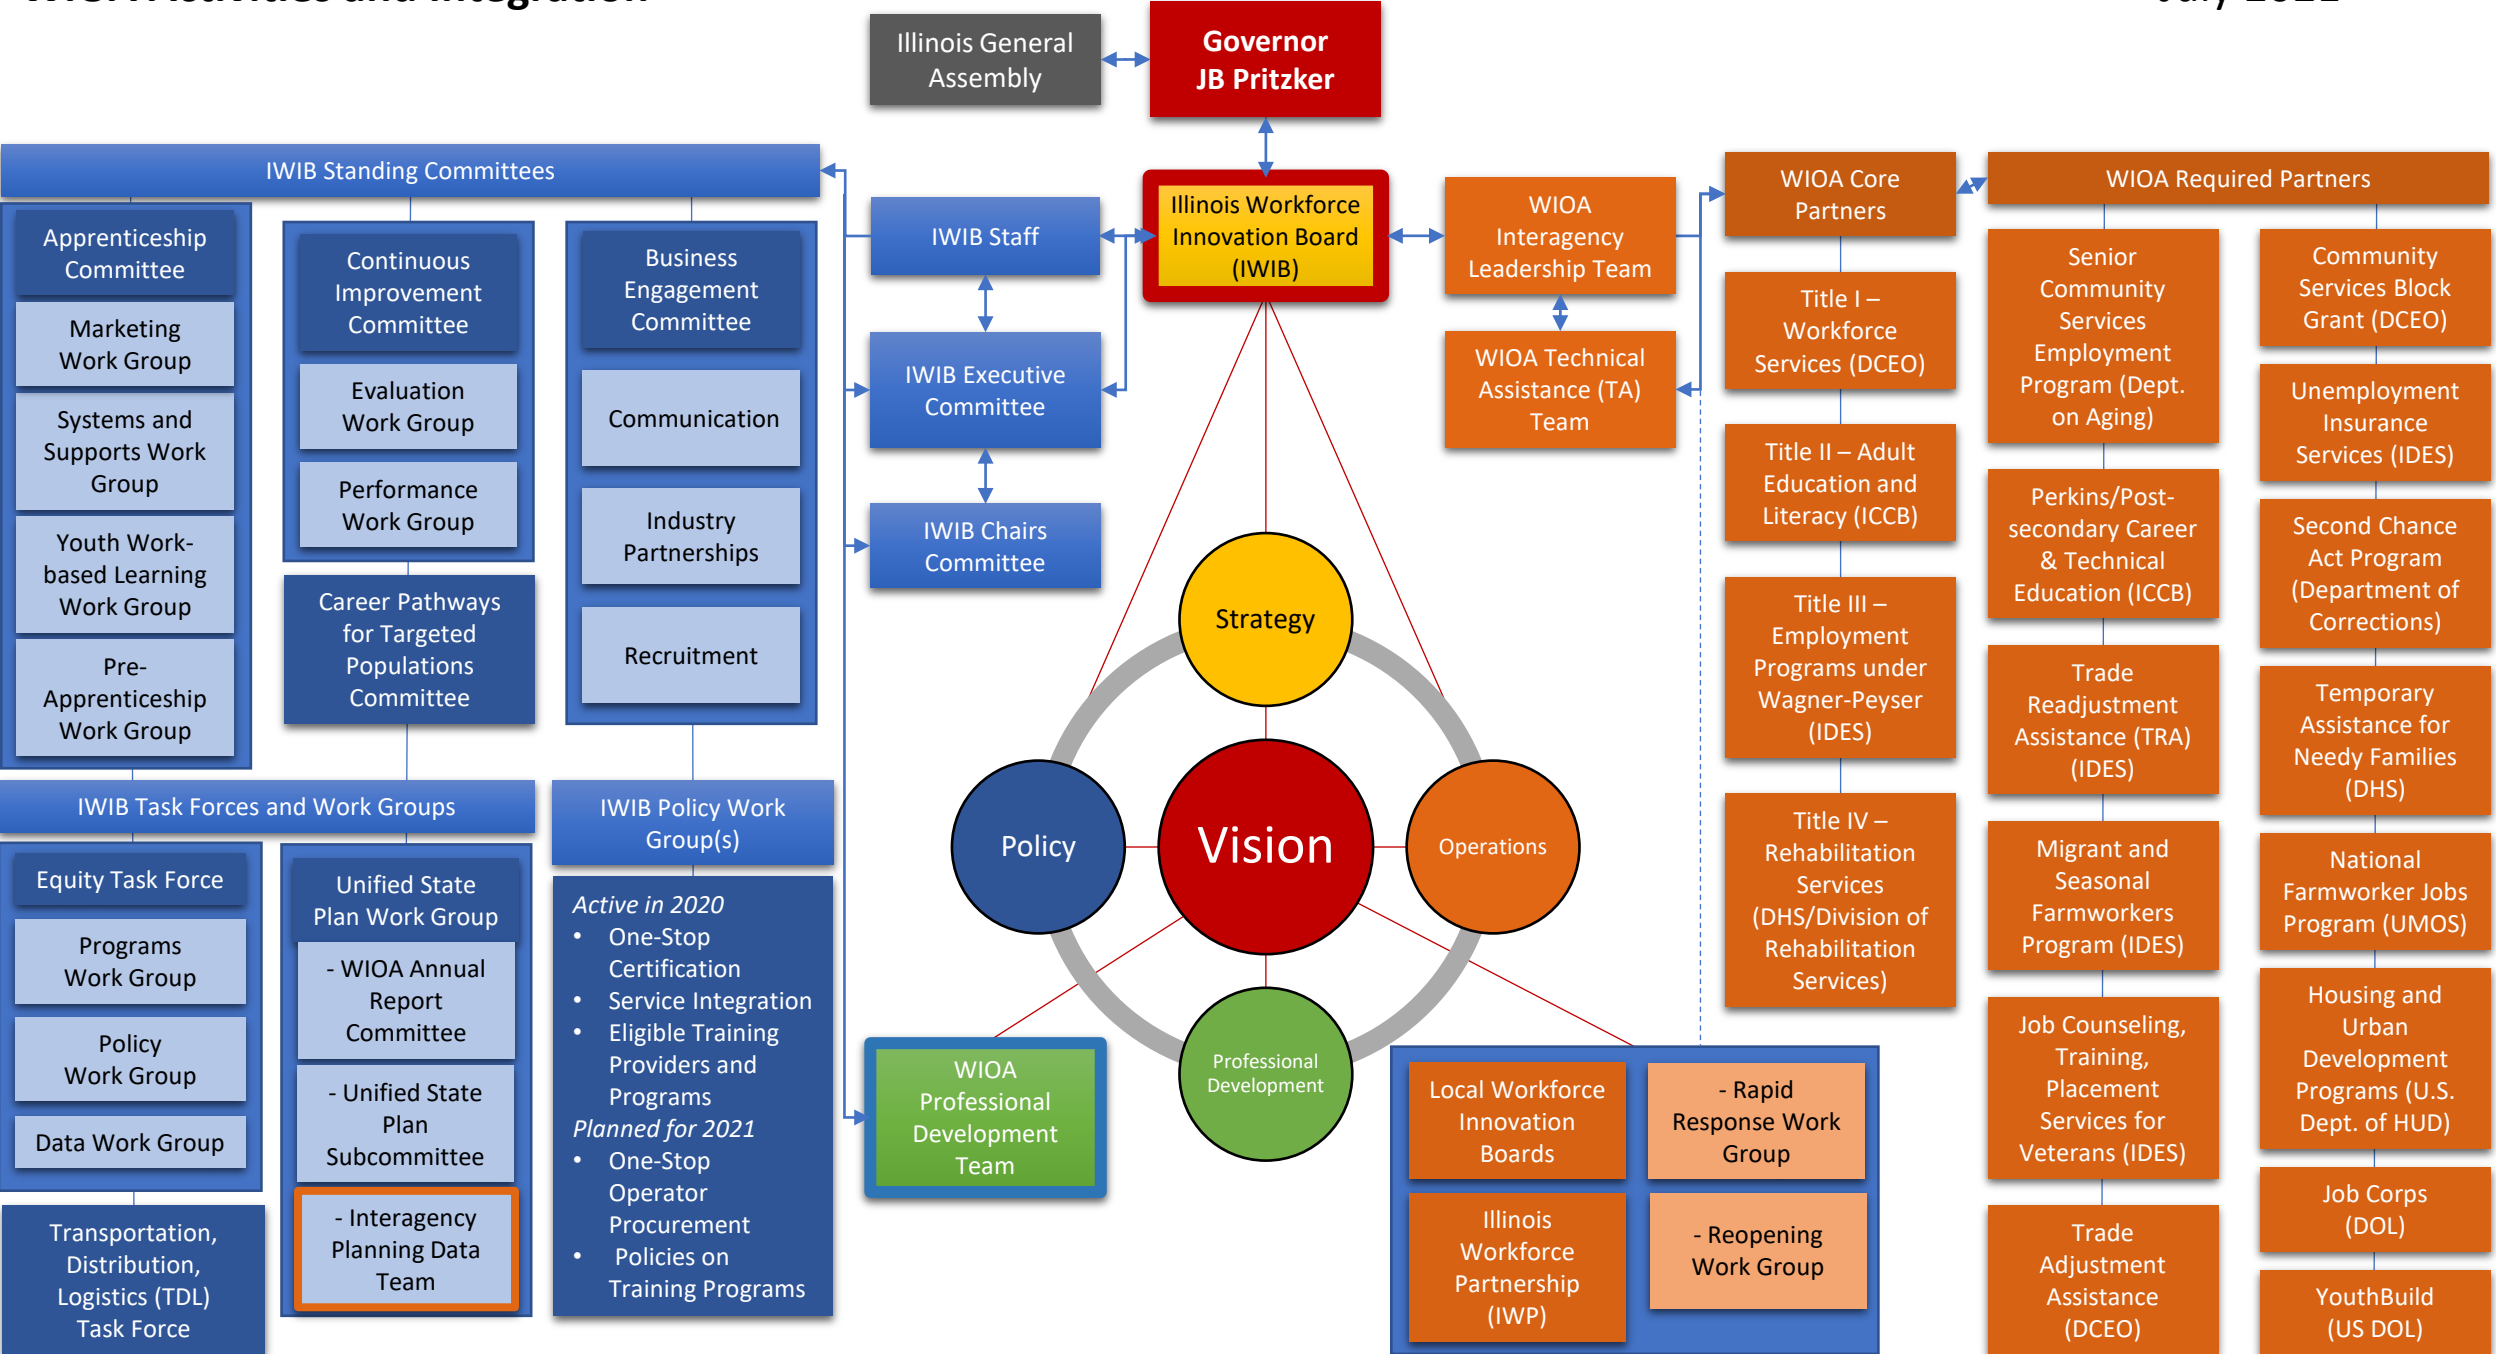 WIOA Activities and Integration
July
Illinois General
Assembly
Governor
JB Pritzker
IWIB Standing Committees
Apprenticeship
Committee
Marketing
Work Group
Systems and
Supports Work
Group
Youth Work-
based Learning
Work Group
Pre-
Apprenticeship
Work Group
Continuous
Improvement
Committee
Evaluation
Work Group
Performance
Work Group
Career Pathways
for Targeted
Populations
Committee
Business
Engagement
Committee
Communication
Industry
Partnerships
Recruitment
IWIB Task Forces and Work Groups
Equity Task Force
Programs
Work Group
Policy
Work Group
Data Work Group
Transportation,
Distribution,
Logistics (TDL)
Task Force
Unified State
Plan Work Group
- WIOA Annual
Report
Committee
- Unified State
Plan
Subcommittee
- Interagency
Planning Data
Team
IWIB Policy Work
Group(s)
Active in 2020
• One-Stop
Certification
• Service Integration
• Eligible Training
Providers and
Programs
Planned for 2021
• One-Stop
Operator
Procurement
• Policies on
Training Programs
IWIB Staff
IWIB Executive
Committee
IWIB Chairs
Committee
Illinois Workforce
Innovation Board
(IWIB)
WIOA
Interagency
Leadership Team
WIOA Technical
Assistance (TA)
Team
Strategy
Policy
Vision
Operations
Professional
Development
WIOA
Professional
Development
Team
Local Workforce
Innovation
Boards
- Rapid
Response Work
Group
Illinois
Workforce
Partnership
(IWP)
- Reopening
Work Group
WIOA Core
Partners
Title I –
Workforce
Services (DCEO)
Title II – Adult
Education and
Literacy (ICCB)
Title III –
Employment
Programs under
Wagner-Peyser
(IDES)
Title IV –
Rehabilitation
Services
(DHS/Division of
Rehabilitation
Services)
WIOA Required Partners
Senior
Community
Services
Employment
Program (Dept.
on Aging)
Perkins/Post-
secondary Career
& Technical
Education (ICCB)
Trade
Readjustment
Assistance (TRA)
(IDES)
Migrant and
Seasonal
Farmworkers
Program (IDES)
Job Counseling,
Training,
Placement
Services for
Veterans (IDES)
Trade
Adjustment
Assistance
(DCEO)
Community
Services Block
Grant (DCEO)
Unemployment
Insurance
Services (IDES)
Second Chance
Act Program
(Department of
Corrections)
Temporary
Assistance for
Needy Families
(DHS)
National
Farmworker Jobs
Program (UMOS)
Housing and
Urban
Development
Programs (U.S.
Dept. of HUD)
Job Corps
(DOL)
YouthBuild
(US DOL)